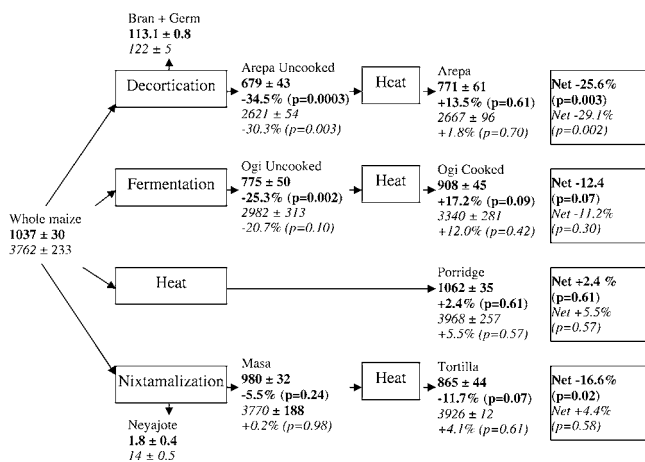 Bran + Germ
113.1 ± 0.8
122 ± 5
Decortication
Arepa Uncooked
679 ± 43
-34.5% (p=0.0003)
2621 ± 54
-30.3% (p=0.003)
Heat
Arepa
771 ± 61
+13.5% (p=0.61)
2667 ± 96
+1.8% (p=0.70)
Net -25.6%
(p=0.003)
Net -29.1%
(p=0.002)
Fermentation
Ogi Uncooked
775 ± 50
-25.3% (p=0.002)
2982 ± 313
-20.7% (p=0.10)
Heat
Ogi Cooked
908 ± 45
+17.2% (p=0.09)
3340 ± 281
+12.0% (p=0.42)
Net -12.4
(p=0.07)
Net -11.2%
(p=0.30)
Whole maize
1037 ± 30
3762 ± 233
Heat
Porridge
1062 ± 35
+2.4% (p=0.61)
3968 ± 257
+5.5% (p=0.57)
Net +2.4 %
(p=0.61)
Net +5.5%
(p=0.57)
Nixtamalization
Masa
980 ± 32
-5.5% (p=0.24)
3770 ± 188
+0.2% (p=0.98)
Heat
Tortilla
865 ± 44
-11.7% (p=0.07)
3926 ± 12
+4.1% (p=0.61)
Net -16.6%
(p=0.02)
Net +4.4%
(p=0.58)
Neyajote
1.8 ± 0.4
14 ± 0.5